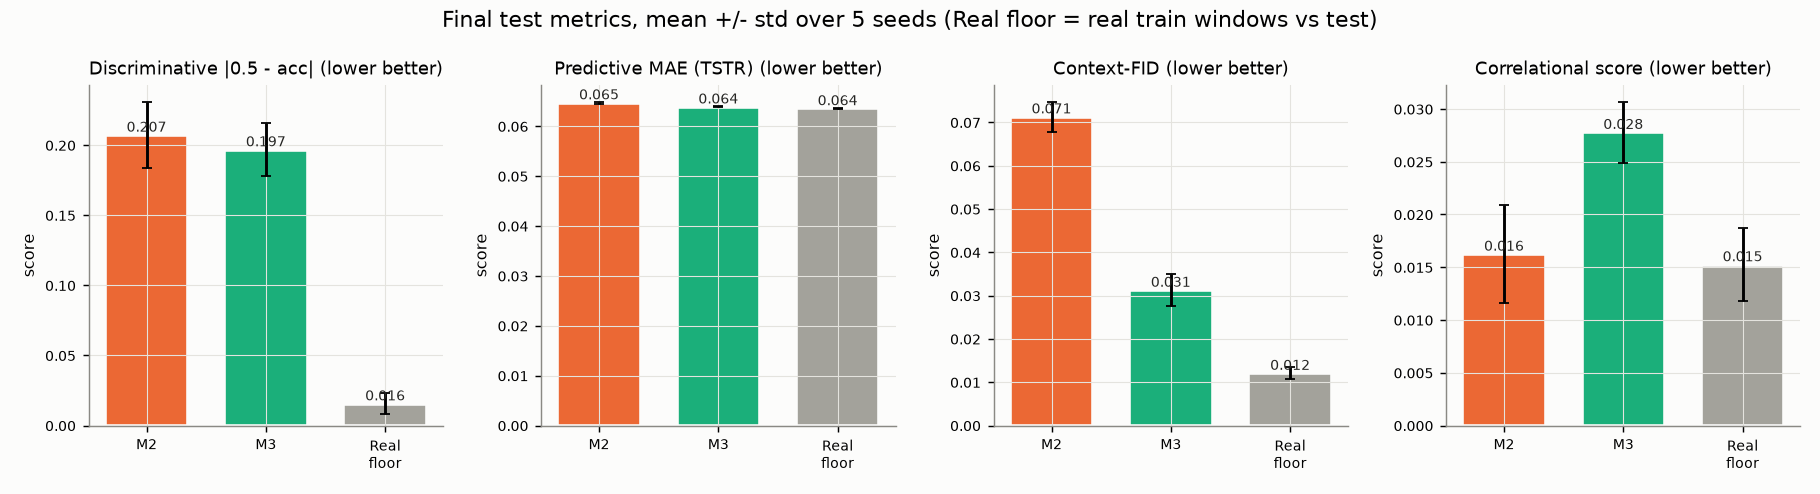 Final test metrics, mean +/- std over 5 seeds (Real floor = real train windows vs test)
Discriminative |0.5 - acc| (lower better)
score
0.20
0.15
0.10
0.05
0.00
0.207
0.197
0.016
M2
M3
Real
floor
Predictive MAE (TSTR) (lower better)
score
0.06
0.05
0.04
0.03
0.02
0.01
0.00
0.065
0.064
0.064
M2
M3
Real
floor
Context-FID (lower better)
score
0.07
0.06
0.05
0.04
0.03
0.02
0.01
0.00
0.071
0.031
0.012
M2
M3
Real
floor
Correlational score (lower better)
score
0.030
0.025
0.020
0.015
0.010
0.005
0.000
0.016
0.028
0.015
M2
M3
Real
floor